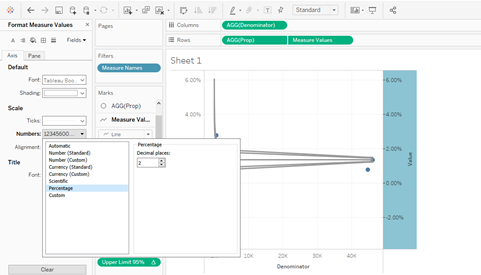 Format Measure Values
Fields
Axis
Pane
Default
Font:
Tableau Boo...
Shading:
Scale
Ticks:
Numbers:
12345600....
Alignment:
Title
Font:
Clear
Automatic
Number (Standard)
Number (Custom)
Currency (Standard)
Currency (Custom)
Scientific
Percentage
Custom
Percentage
Decimal places:
2
Pages
Filters
Measure Names
Marks
AGG(Prop)
Measure Val...
Line
Upper Limit 95%
Standard
Columns
AGG(Denominator)
Rows
AGG(Prop)
Measure Values
Sheet 1
6.00%
4.00%
2.00%
6.00%
4.00%
2.00%
0.00%
-2.00%
Value
10K
20K
30K
40K
Denominator